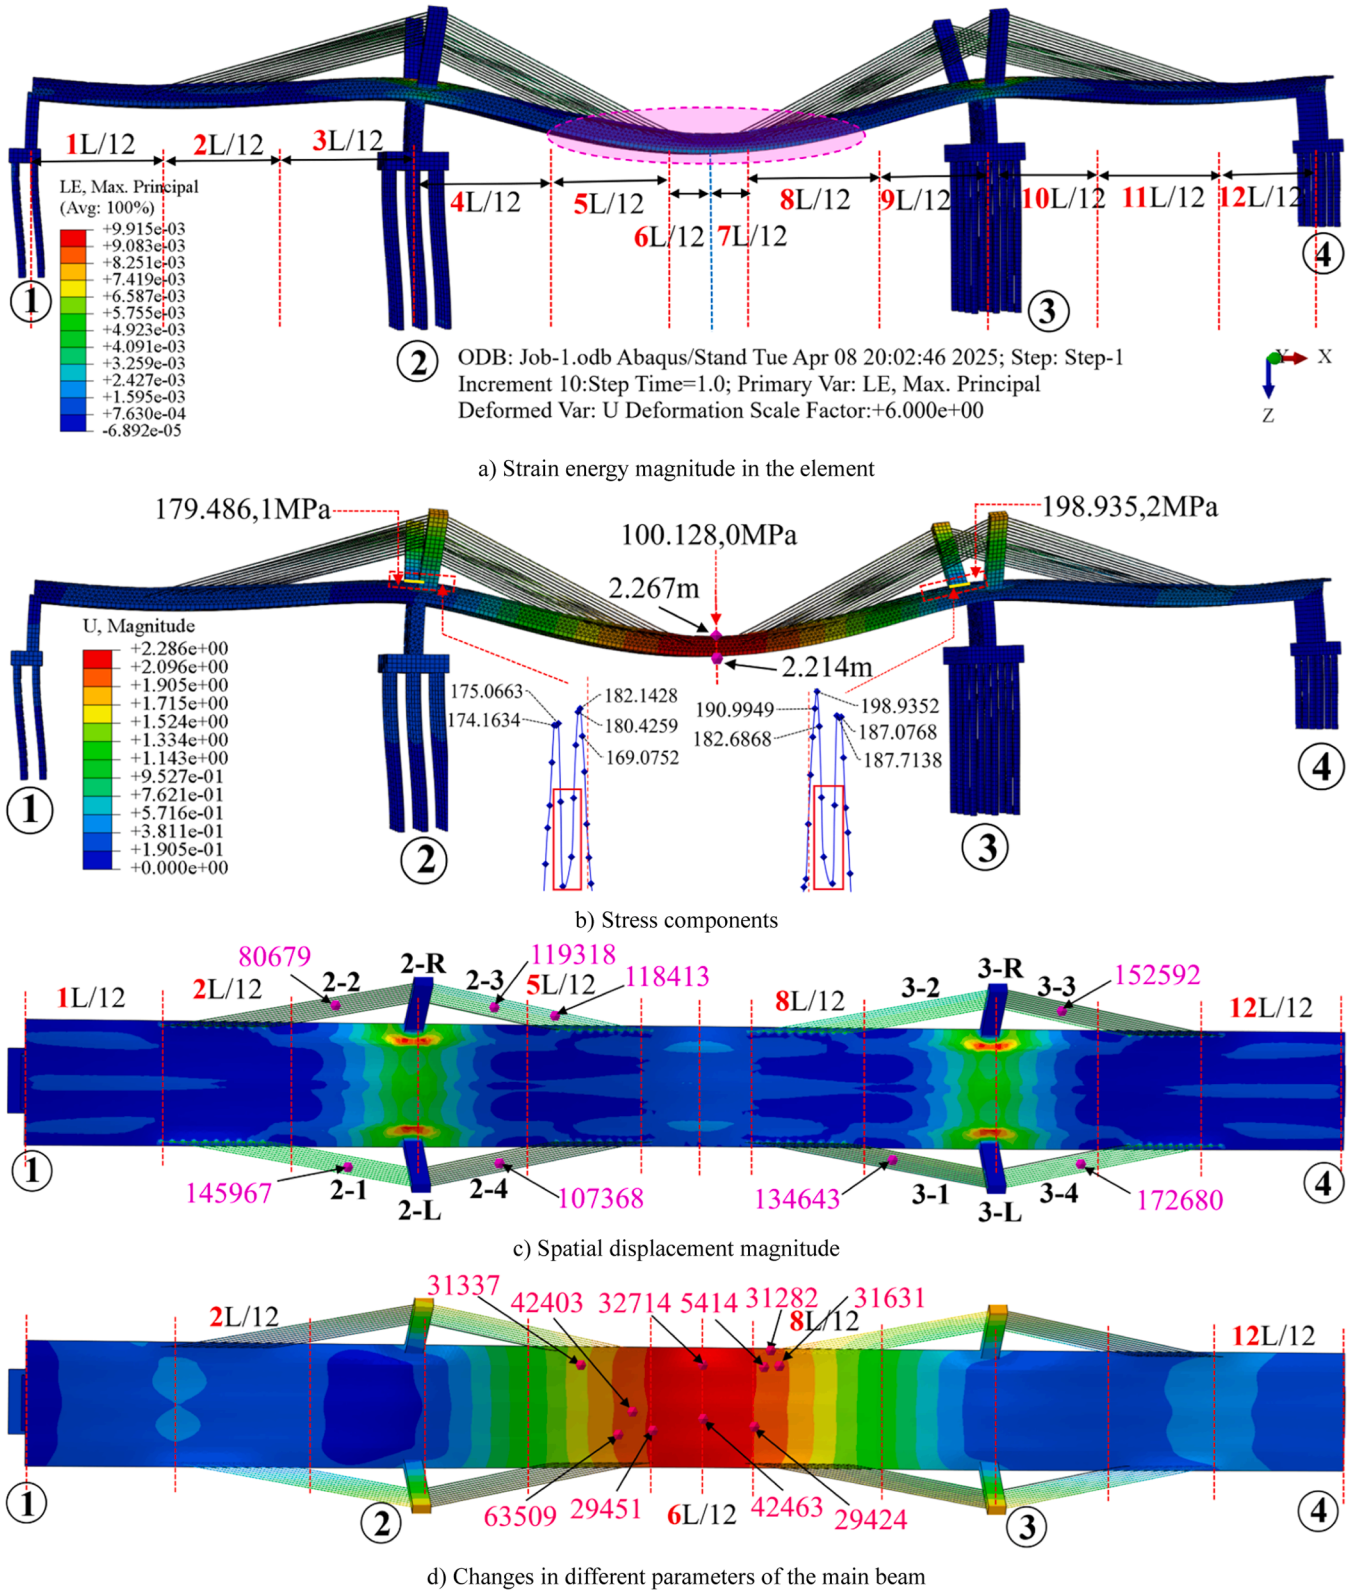 1L/12
2L/12
3L/12
4L/12
5L/12
6L/12
7L/12
8L/12
9L/12
10L/12
11L/12
12L/12
LE, Max. Principal
(Avg: 100%)
+9.915e-03
+9.083e-03
+8.251e-03
+7.419e-03
+6.587e-03
+5.755e-03
+4.923e-03
+4.091e-03
+3.259e-03
+2.427e-03
+1.595e-03
+7.630e-04
-6.892e-05
1
2
3
4
ODB: Job-1.odb Abaqus/Stand Tue Apr 08 20:02:46 2025; Step: Step-1
Increment 10:Step Time=1.0; Primary Var: LE, Max. Principal
Deformed Var: U Deformation Scale Factor:+6.000e+00
Y
X
Z
a) Strain energy magnitude in the element
179.486,1MPa
100.128,0MPa
198.935,2MPa
2.267m
2.214m
U, Magnitude
+2.286e+00
+2.096e+00
+1.905e+00
+1.715e+00
+1.524e+00
+1.334e+00
+1.143e+00
+9.527e-01
+7.621e-01
+5.716e-01
+3.811e-01
+1.905e-01
+0.000e+00
175.0663
174.1634
182.1428
180.4259
169.0752
190.9949
182.6868
198.9352
187.0768
187.7138
1
2
3
4
b) Stress components
80679
2-R
119318
118413
3-R
152592
1L/12
2L/12
2-2
2-3
5L/12
8L/12
3-2
3-3
12L/12
1
145967
2-1
2-L
2-4
107368
134643
3-1
3-L
3-4
172680
4
c) Spatial displacement magnitude
31337
42403
32714
5414
31282
31631
2L/12
8L/12
12L/12
1
2
63509
29451
6L/12
42463
29424
3
4
d) Changes in different parameters of the main beam